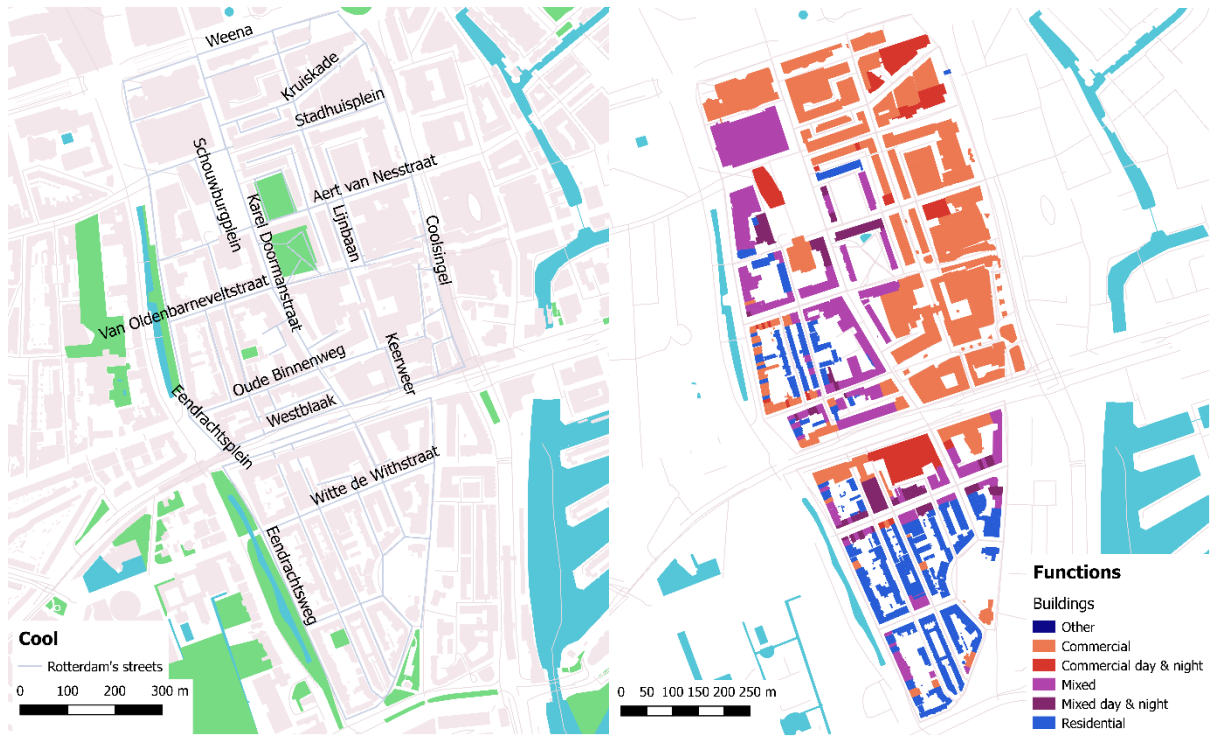 Weena
Kruiskade
Stadhuisplein
Schouwburgplein
Karel Doormanstraat
Aert van Nesstraat
Lijnbaan
Coolsingel
Van Oldenbarneveltstraat
Oude Binnenweg
Keerweer
Westblaak
Eendrachtsplein
Witte de Withstraat
Eendrachtsweg
Cool
Rotterdam's streets
0 100 200 300 m
Functions
Buildings
Other
Commercial
Commercial day & night
Mixed
Mixed day & night
Residential
0 50 100 150 200 250 m